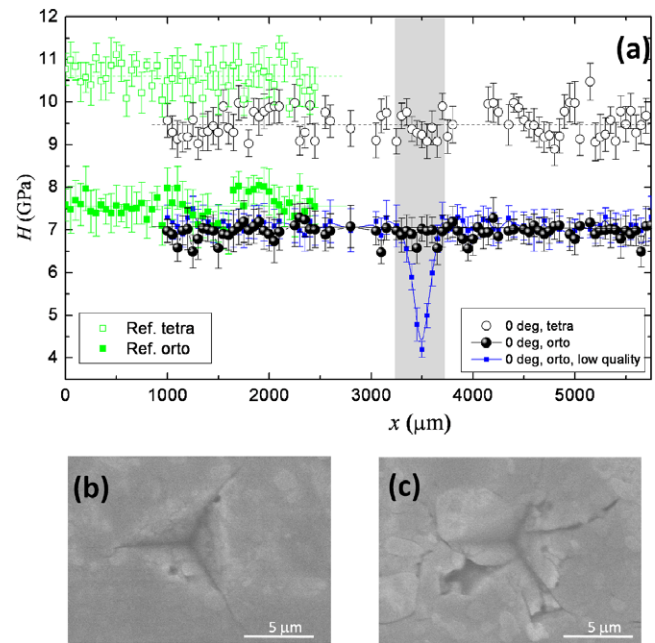 (a)
12
11
10
9
8
7
6
5
4
H (GPa)
Ref. tetra
Ref. orto
0 deg, tetra
0 deg, orto
0 deg, orto, low quality
0 1000 2000 3000 4000 5000
x (μm)
(b) (c)
5 μm 5 μm